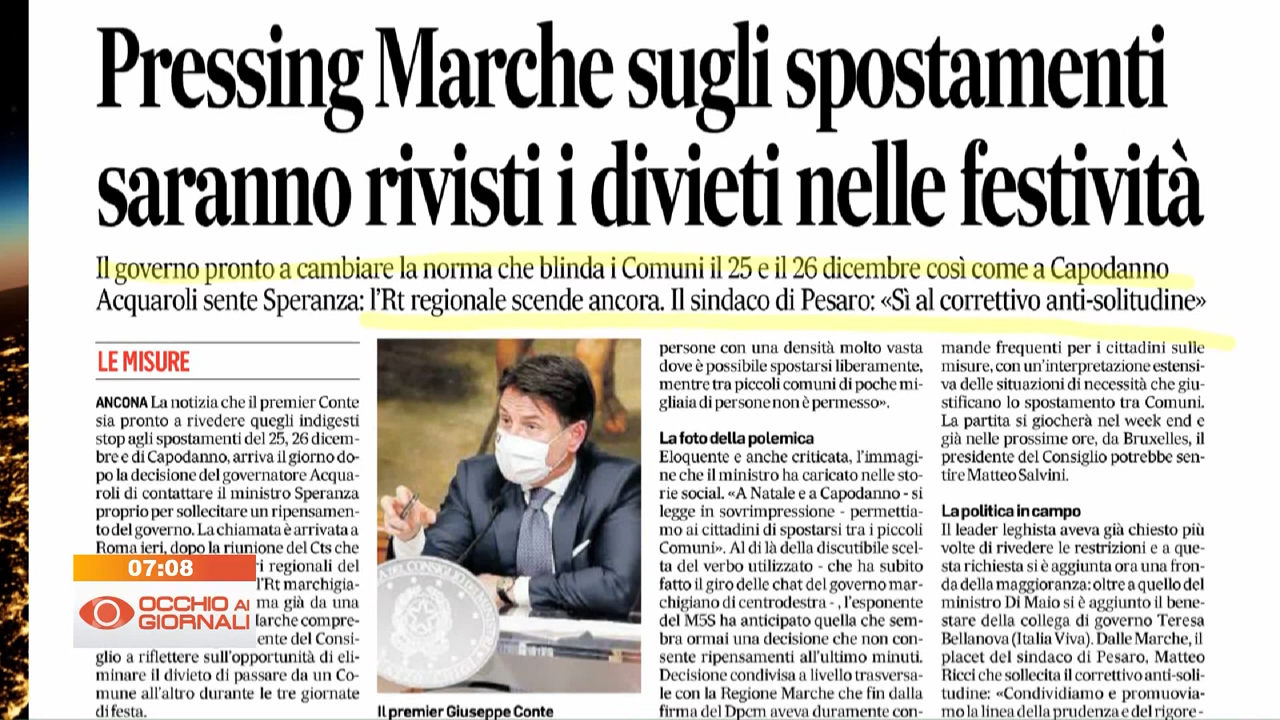 Pressing Marche sugli spostamenti
saranno rivisti i divieti nelle festività
Il governo pronto a cambiare la norma che blinda i Comuni il 25 e il 26 dicembre così come a Capodanno
Acquaroli sente Speranza: l'Rt regionale scende ancora. Il sindaco di Pesaro: «Sì al correttivo anti-solitudine»
LE MISURE
ANCONA La notizia che il premier Conte
sia pronto a rivedere quegli indigesti
stop agli spostamenti del 25, 26 dicem-
bre e di Capodanno, arriva il giorno do-
po la decisione del governatore Acqua-
roli di contattare il ministro Speranza
proprio per sollecitare un ripensamen-
to del governo. La chiamata è arrivata a
Roma ieri, dopo la riunione del Cts che
i regionali del
l'Rt marchigia-
ma già da una
Marche compre-
ente del Consi-
glio a riflettere sull'opportunità di eli-
minare il divieto di passare da un Co-
mune all'altro durante le tre giornate
di festa.
07:08
OCCHIO AI
GIORNALI
Il premier Giuseppe Conte
persone con una densità molto vasta
dove è possibile spostarsi liberamente,
mentre tra piccoli comuni di poche mi-
gliaia di persone non è permesso».
La foto della polemica
Eloquente e anche criticata, l'immagi-
ne che il ministro ha caricato nelle sto-
rie social. «A Natale e a Capodanno - si
legge in sovrimpressione - permettia-
mo ai cittadini di spostarsi tra i piccoli
Comuni». Al di là della discutibile scel-
ta del verbo utilizzato - che ha subito
fatto il giro delle chat del governo mar-
chigiano di centrodestra - , l'esponente
del M5S ha anticipato quella che sem-
bra ormai una decisione che non con-
sente ripensamenti all'ultimo minuti.
Decisione condivisa a livello trasversa-
le con la Regione Marche che fin dalla
firma del Dpcm aveva duramente con-
mande frequenti per i cittadini sulle
misure, con un'interpretazione estensi-
va delle situazioni di necessità che giu-
stificano lo spostamento tra Comuni.
La partita si giocherà nel week end e
già nelle prossime ore, da Bruxelles, il
presidente del Consiglio potrebbe sen-
tire Matteo Salvini.
La politica in campo
Il leader leghista aveva già chiesto più
volte di rivedere le restrizioni e a que-
sta richiesta si è aggiunta ora una fron-
da della maggioranza: oltre a quello del
ministro Di Maio si è aggiunto il bene-
stare della collega di governo Teresa
Bellanova (Italia Viva). Dalle Marche, il
placet del sindaco di Pesaro, Matteo
Ricci che sollecita il correttivo anti-soli-
tudine: «Condividiamo e promuovia-
mo la linea della prudenza e del rigore -